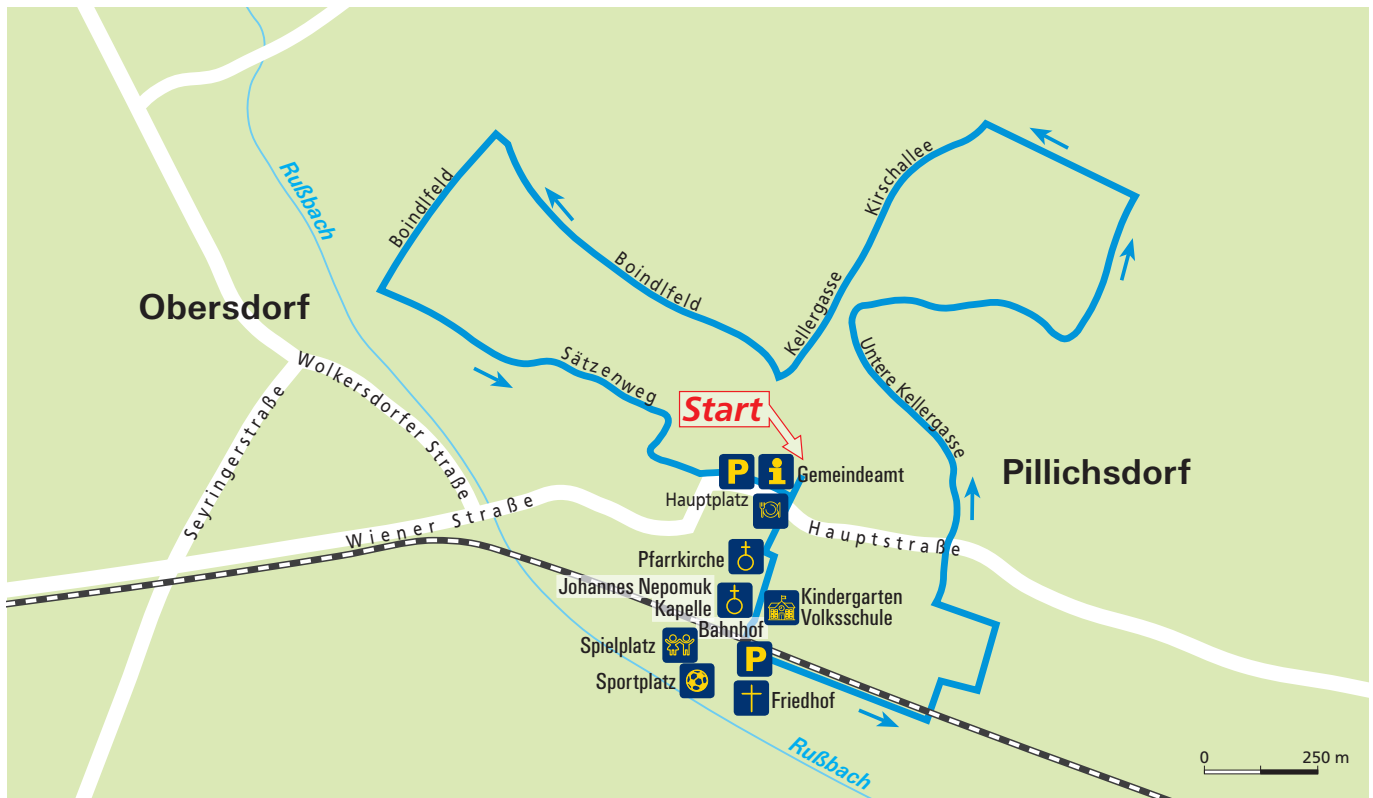 Rußbach
Kirschallee
Boindlfeld
Boindlfeld
Kellergasse
Obersdorf
Untere Kellergasse
Sätzenweg
Wolkersdorfer Straße
Seyringerstraße
Start
Pillichsdorf
P
i
Gemeindeamt
Hauptplatz
Wiener Straße
Hauptstraße
Pfarrkirche
Johannes Nepomuk
Kapelle
Kindergarten
Volksschule
Bahnhof
Spielplatz
P
Sportplatz
Friedhof
Rußbach
0 250 m